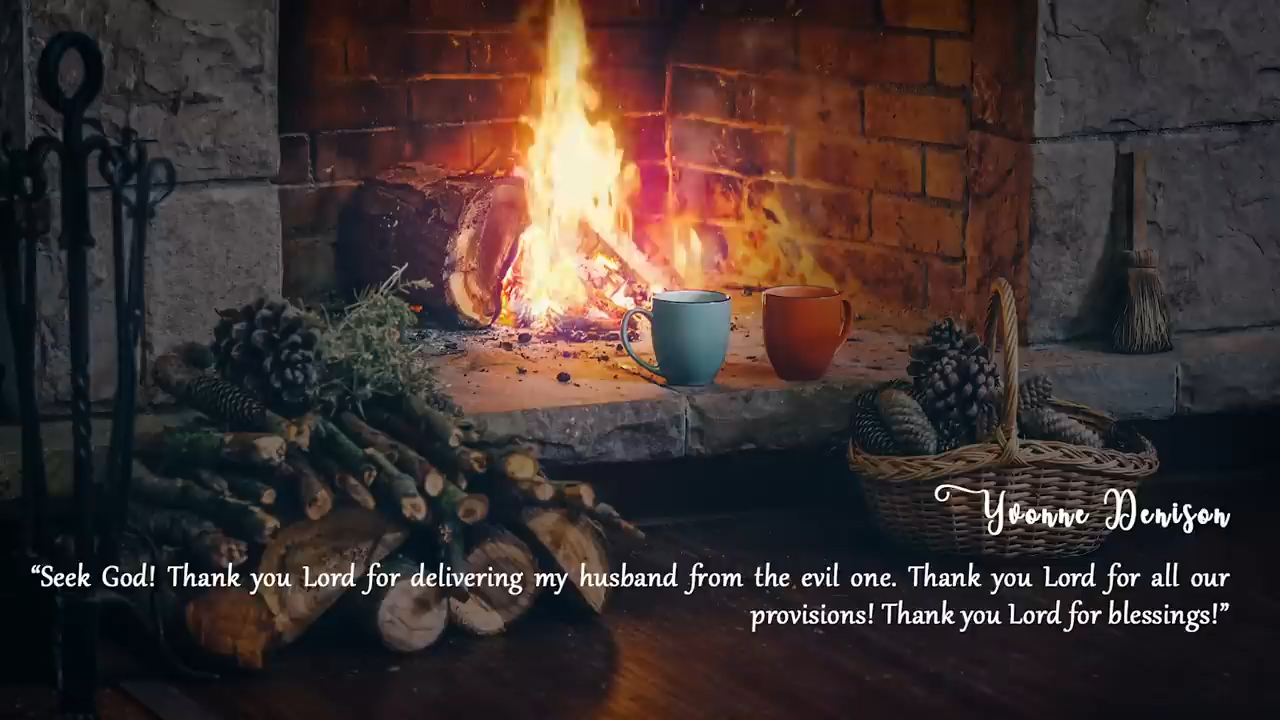 Yvonne Denison
“Seek God! Thank you Lord for delivering my husband from the evil one. Thank you Lord for all our
provisions! Thank you Lord for blessings!”